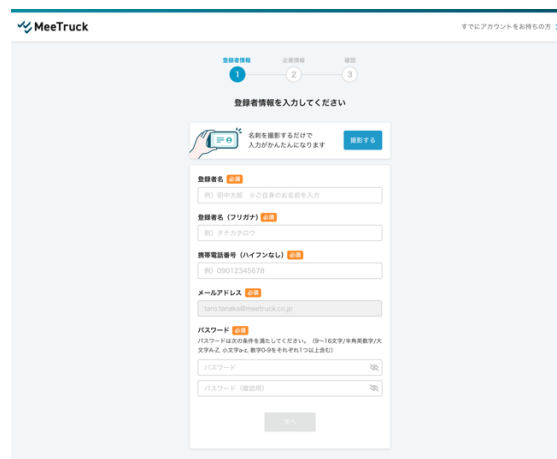 MeeTruck
すでにアカウントをお持ちの方
登録者情報
企業情報
確認
1
2
3
登録者情報を入力してください
名刺を撮影するだけで
入力がかんたんになります
撮影する
登録者名 必須
例）田中太郎 ※ご自身のお名前を入力
登録者名（フリガナ） 必須
例）タナカタロウ
携帯電話番号（ハイフンなし） 必須
例）09012345678
メールアドレス 必須
taro.tanaka@meetruck.co.jp
パスワード 必須
パスワードは次の条件を満たしてください。（9〜16文字/半角英数字/大
文字A-Z, 小文字a-z, 数字0-9をそれぞれ1つ以上含む）
パスワード
パスワード（確認用）
次へ